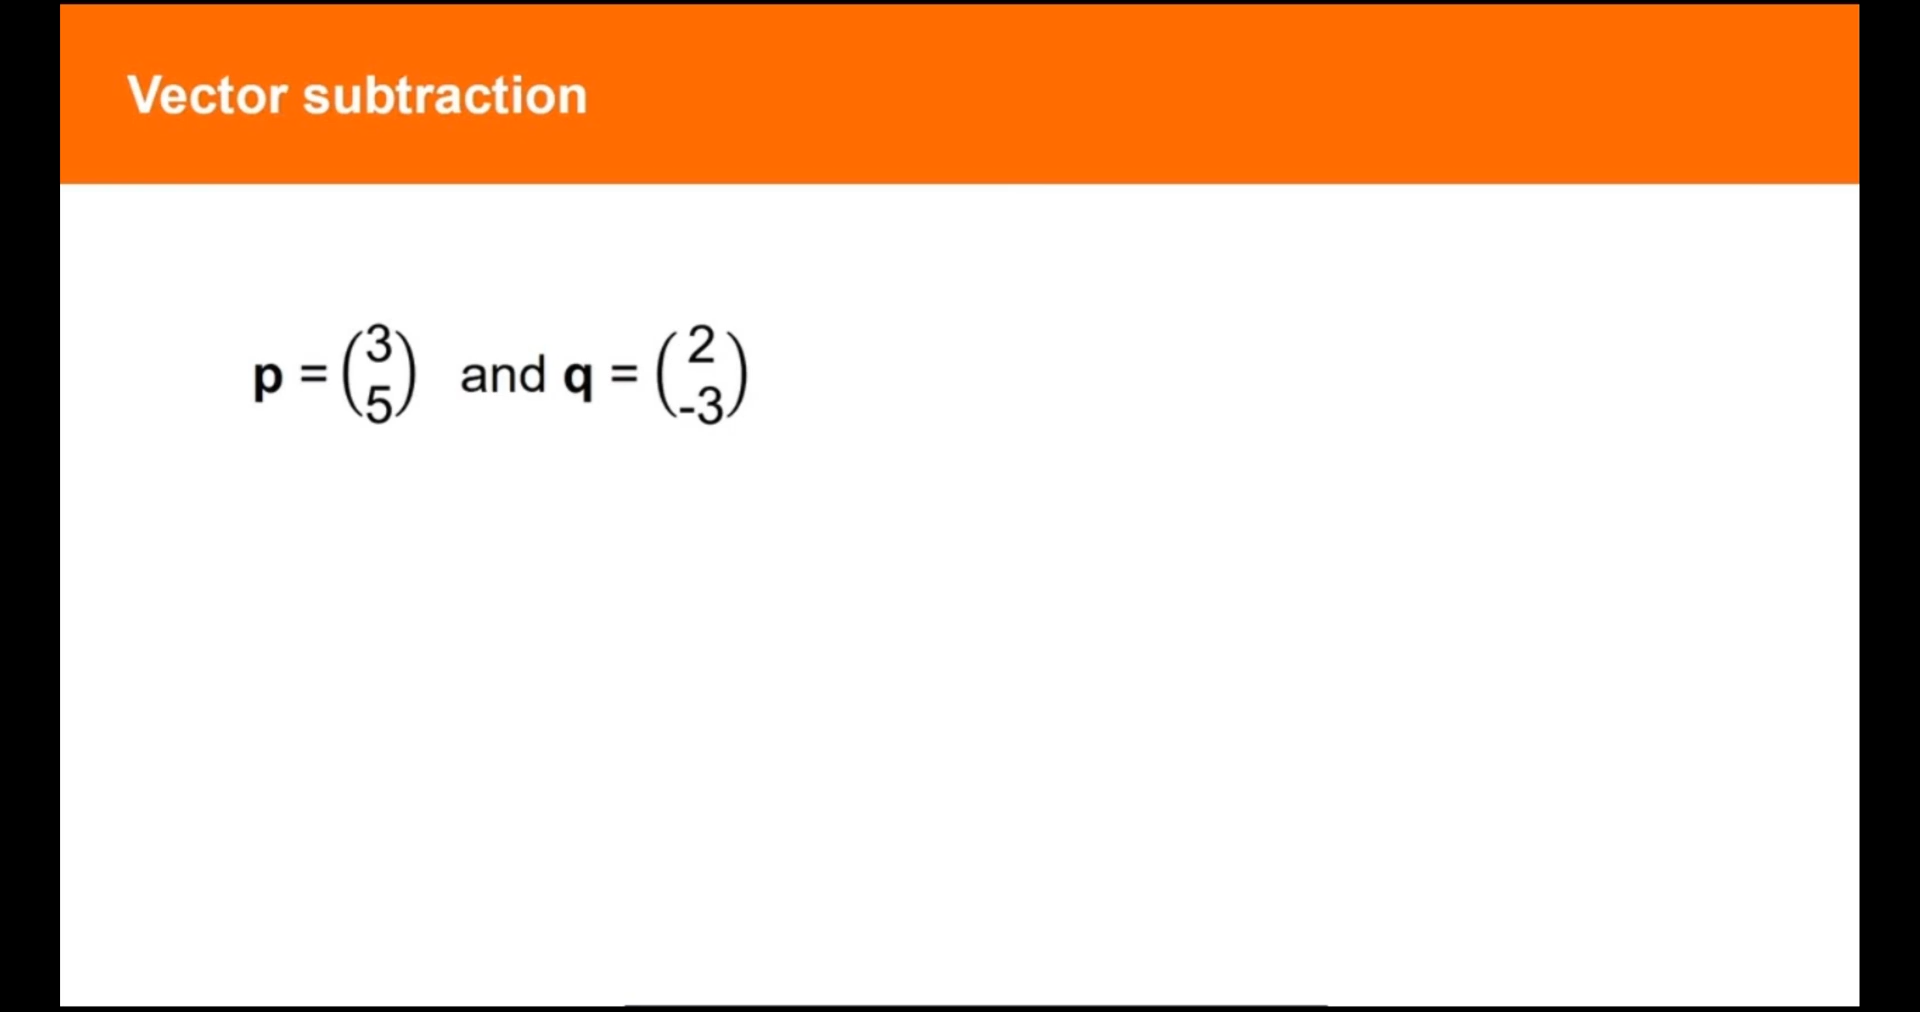 Vector subtraction
p = (3 5) and q = (2 -3)